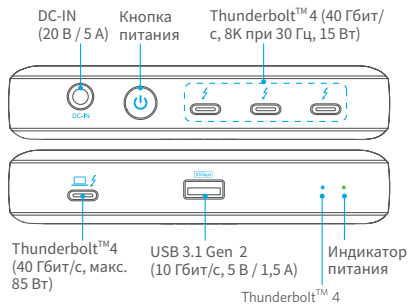 DC-IN
(20 В / 5 А)
Кнопка
питания
Thunderbolt™ 4 (40 Гбит/
с, 8K при 30 Гц, 15 Вт)
DC-IN
10Gbps
Thunderbolt™4
(40 Гбит/с, макс.
85 Вт)
USB 3.1 Gen 2
(10 Гбит/с, 5 В / 1,5 А)
Индикатор
питания
Thunderbolt™ 4